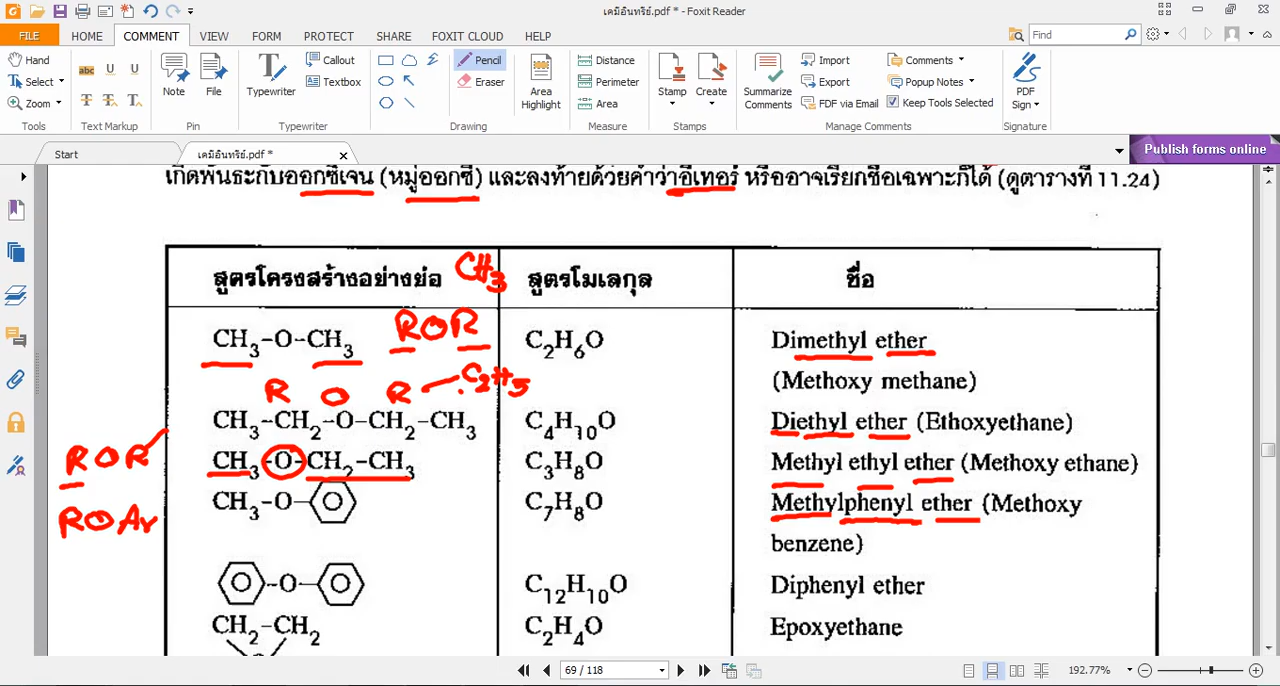 เคมีอินทรีย์.pdf * - Foxit Reader
FILE HOME COMMENT VIEW FORM PROTECT SHARE FOXIT CLOUD HELP Find
Hand Callout Pencil Distance Import Comments
Select Note File Typewriter Textbox Eraser Area Highlight Perimeter Stamp Create Summarize Comments Export Popup Notes PDF Sign
Zoom Area FDF via Email Keep Tools Selected
Tools Text Markup Pin Typewriter Drawing Measure Stamps Manage Comments Signature
Start เคมีอินทรีย์.pdf * Publish forms online
เกิดพันธะกับออกซิเจน (หมู่ออกซี) และลงท้ายด้วยคำว่าอีเทอร์ หรืออาจเรียกชื่อเฉพาะก็ได้ (ดูตารางที่ 11.24)
สูตรโครงสร้างอย่างย่อ CH3 สูตรโมเลกุล ชื่อ
CH3-O-CH3 ROR C2H6O Dimethyl ether
(Methoxy methane)
R O R C2H5
CH3-CH2-O-CH2-CH3 C4H10O Diethyl ether (Ethoxyethane)
ROR CH3-O-CH2-CH3 C3H8O Methyl ethyl ether (Methoxy ethane)
ROAr CH3-O- C7H8O Methylphenyl ether (Methoxy
benzene)
-O- C12H10O Diphenyl ether
CH2-CH2 C2H4O Epoxyethane
69 / 118 192.77%